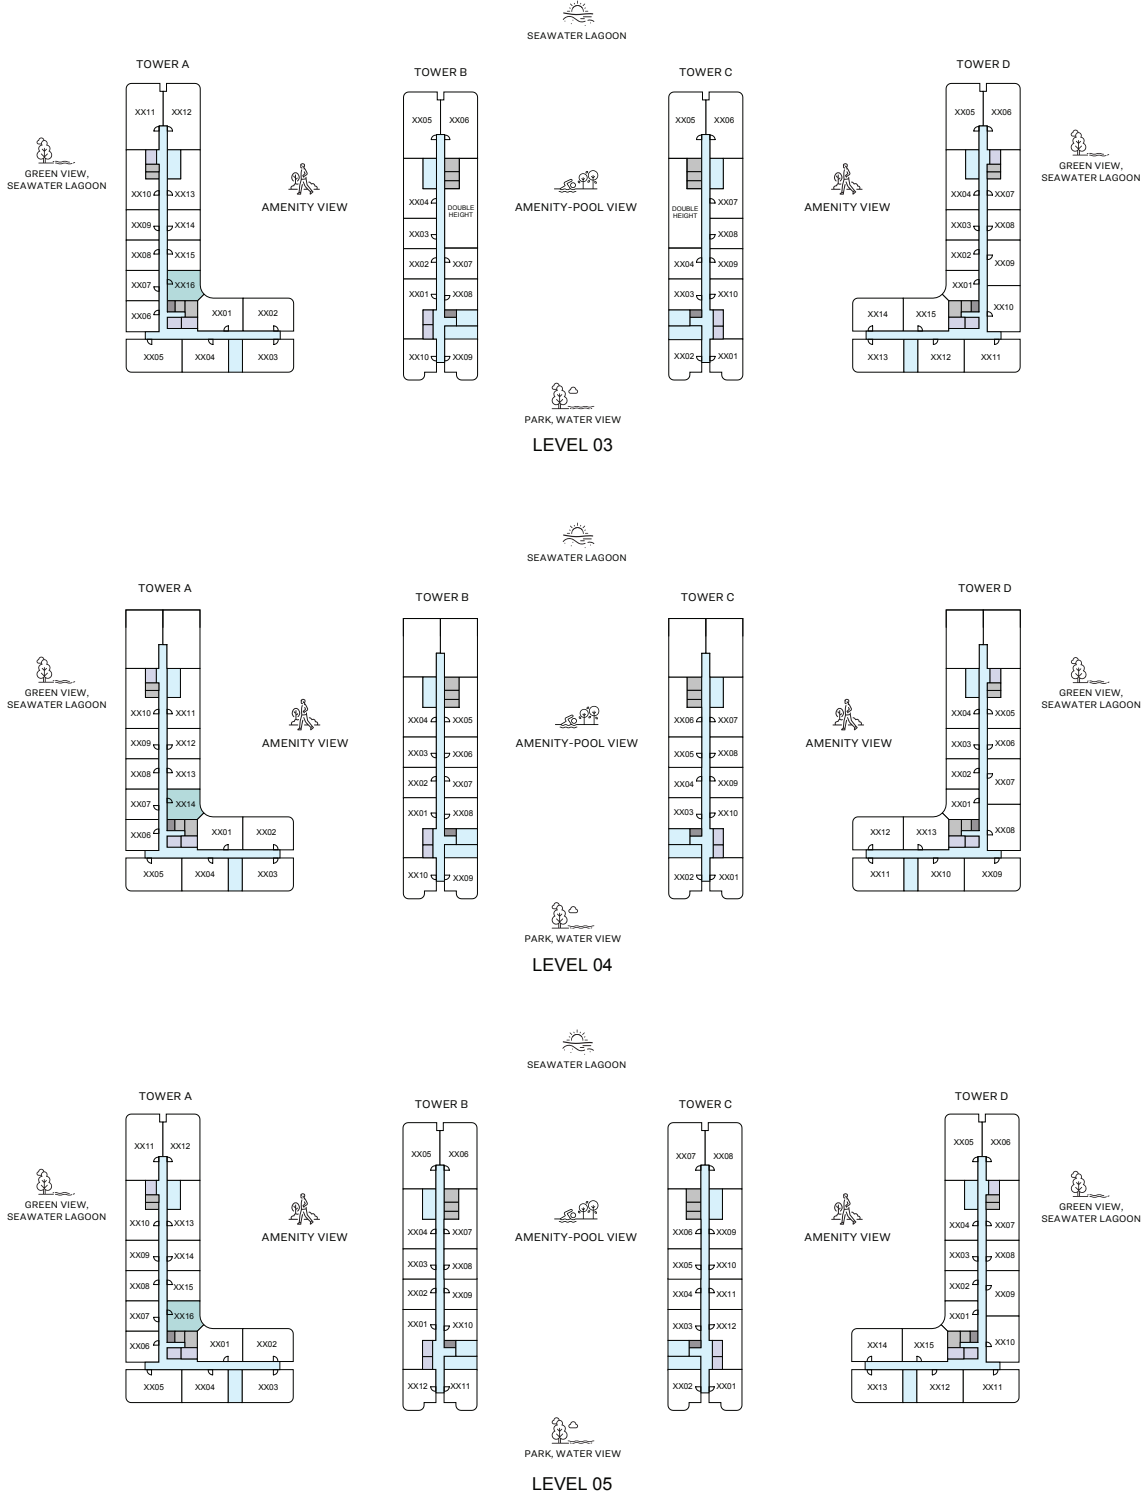 SEAWATER LAGOON
TOWER A
TOWER B
TOWER C
TOWER D
XX11 XX12
XX05 XX06
XX05 XX06
XX05 XX06
GREEN VIEW,
SEAWATER LAGOON
AMENITY VIEW
AMENITY-POOL VIEW
AMENITY VIEW
GREEN VIEW,
SEAWATER LAGOON
XX10 XX13
XX09 XX14
XX08 XX15
XX07 XX16
XX06 XX01 XX02
XX05 XX04 XX03
XX04 DOUBLE
HEIGHT
XX03
XX02 XX07
XX01 XX08
XX10 XX09
DOUBLE
HEIGHT
XX07
XX08
XX04 XX09
XX03 XX10
XX02 XX01
XX04 XX07
XX03 XX08
XX02 XX09
XX01
XX10
XX14 XX15
XX13 XX12 XX11
PARK, WATER VIEW
LEVEL 03
SEAWATER LAGOON
TOWER A
TOWER B
TOWER C
TOWER D
GREEN VIEW,
SEAWATER LAGOON
AMENITY VIEW
AMENITY-POOL VIEW
AMENITY VIEW
GREEN VIEW,
SEAWATER LAGOON
XX10 XX11
XX09 XX12
XX08 XX13
XX07 XX14
XX06 XX01 XX02
XX05 XX04 XX03
XX04 XX05
XX03 XX06
XX02 XX07
XX01 XX08
XX10 XX09
XX06 XX07
XX05 XX08
XX04 XX09
XX03 XX10
XX02 XX01
XX04 XX05
XX03 XX06
XX02 XX07
XX01
XX08
XX12 XX13
XX11 XX10 XX09
PARK, WATER VIEW
LEVEL 04
SEAWATER LAGOON
TOWER A
TOWER B
TOWER C
TOWER D
XX11 XX12
XX05 XX06
XX07 XX08
XX05 XX06
GREEN VIEW,
SEAWATER LAGOON
AMENITY VIEW
AMENITY-POOL VIEW
AMENITY VIEW
GREEN VIEW,
SEAWATER LAGOON
XX10 XX13
XX09 XX14
XX08 XX15
XX07 XX16
XX06 XX01 XX02
XX05 XX04 XX03
XX04 XX07
XX03 XX08
XX02 XX09
XX01 XX10
XX12 XX11
XX06 XX09
XX05 XX10
XX04 XX11
XX03 XX12
XX02 XX01
XX04 XX07
XX03 XX08
XX02 XX09
XX01
XX10
XX14 XX15
XX13 XX12 XX11
PARK, WATER VIEW
LEVEL 05